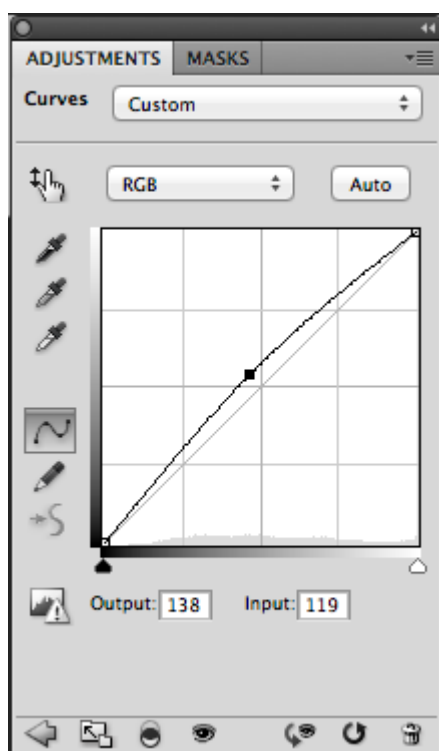 ADJUSTMENTS MASKS
Curves Custom
RGB Auto
Output: 138 Input: 119